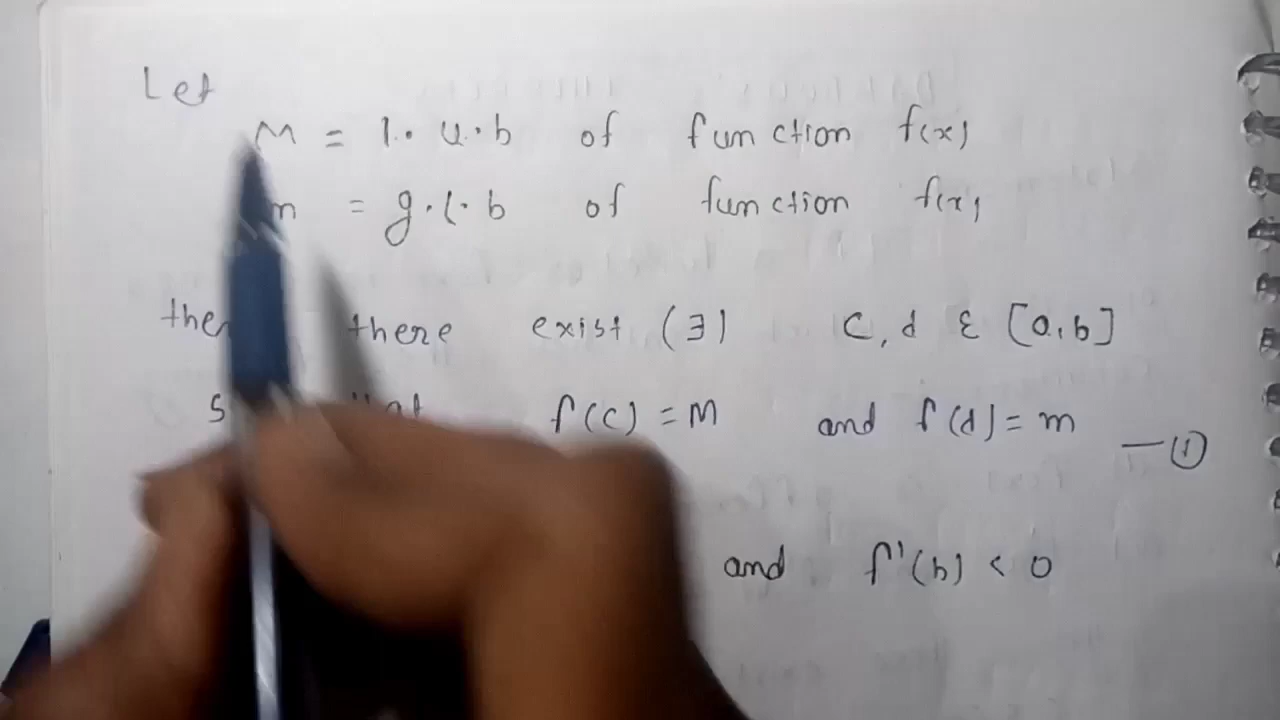 Let
M = l.u.b of function f(x)
m = g.l.b of function f(x)
there exist (∃) c, d ε [a, b]
f(c) = M and f(d) = m — ①
and f'(b) < 0